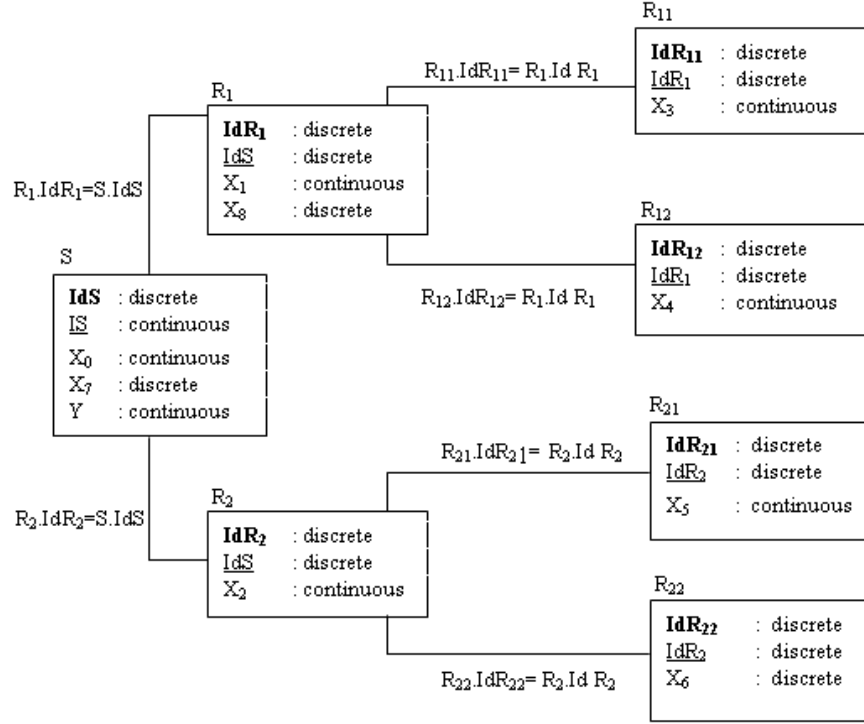 R₁₁
IdR₁₁ : discrete
IdR₁ : discrete
X₃ : continuous
R₁₁.IdR₁₁= R₁.Id R₁
R₁
IdR₁ : discrete
IdS : discrete
X₁ : continuous
X₈ : discrete
R₁.IdR₁=S.IdS
R₁₂
IdR₁₂ : discrete
IdR₁ : discrete
X₄ : continuous
R₁₂.IdR₁₂= R₁.Id R₁
S
IdS : discrete
IS : continuous
X₀ : continuous
X₇ : discrete
Y : continuous
R₂₁
IdR₂₁ : discrete
IdR₂ : discrete
X₅ : continuous
R₂₁.IdR₂1= R₂.Id R₂
R₂.IdR₂=S.IdS
R₂
IdR₂ : discrete
IdS : discrete
X₂ : continuous
R₂₂
IdR₂₂ : discrete
IdR₂ : discrete
X₆ : discrete
R₂₂.IdR₂₂= R₂.Id R₂